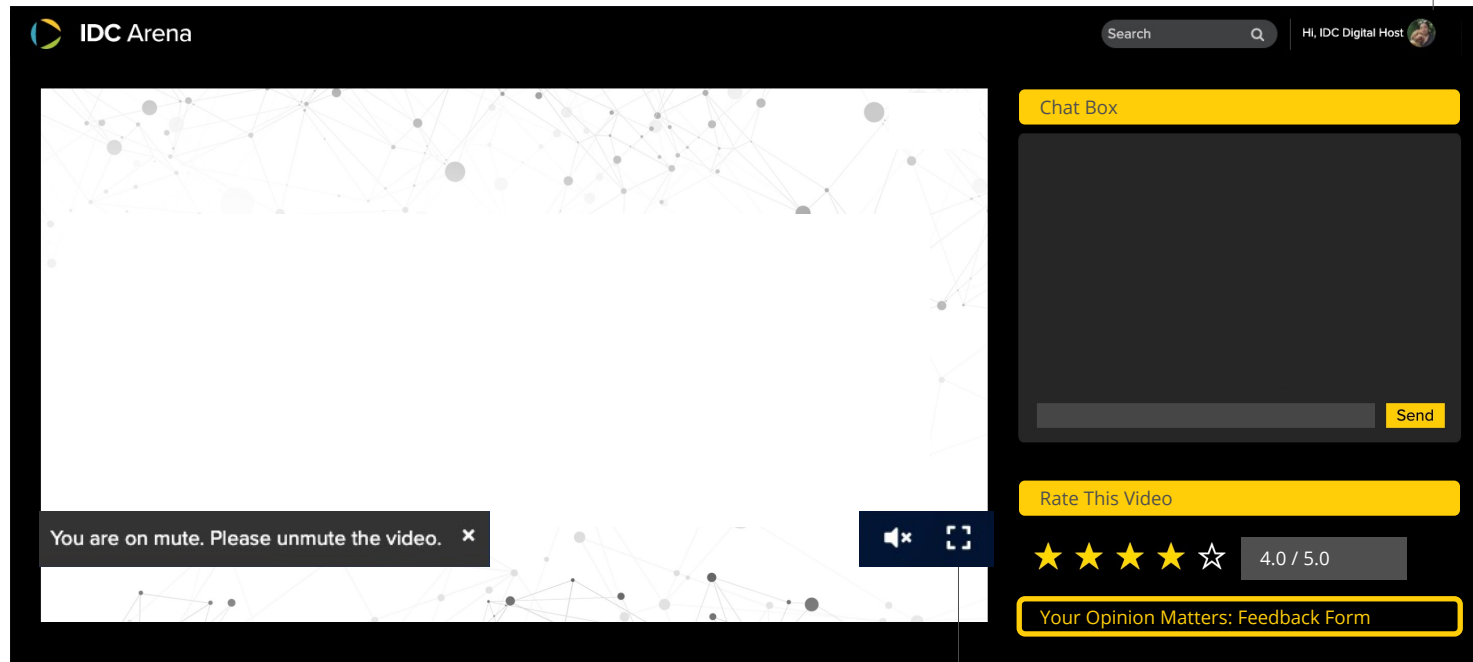 IDC Arena
Search
Hi, IDC Digital Host
Chat Box
Send
You are on mute. Please unmute the video. ×
Rate This Video
4.0 / 5.0
Your Opinion Matters: Feedback Form